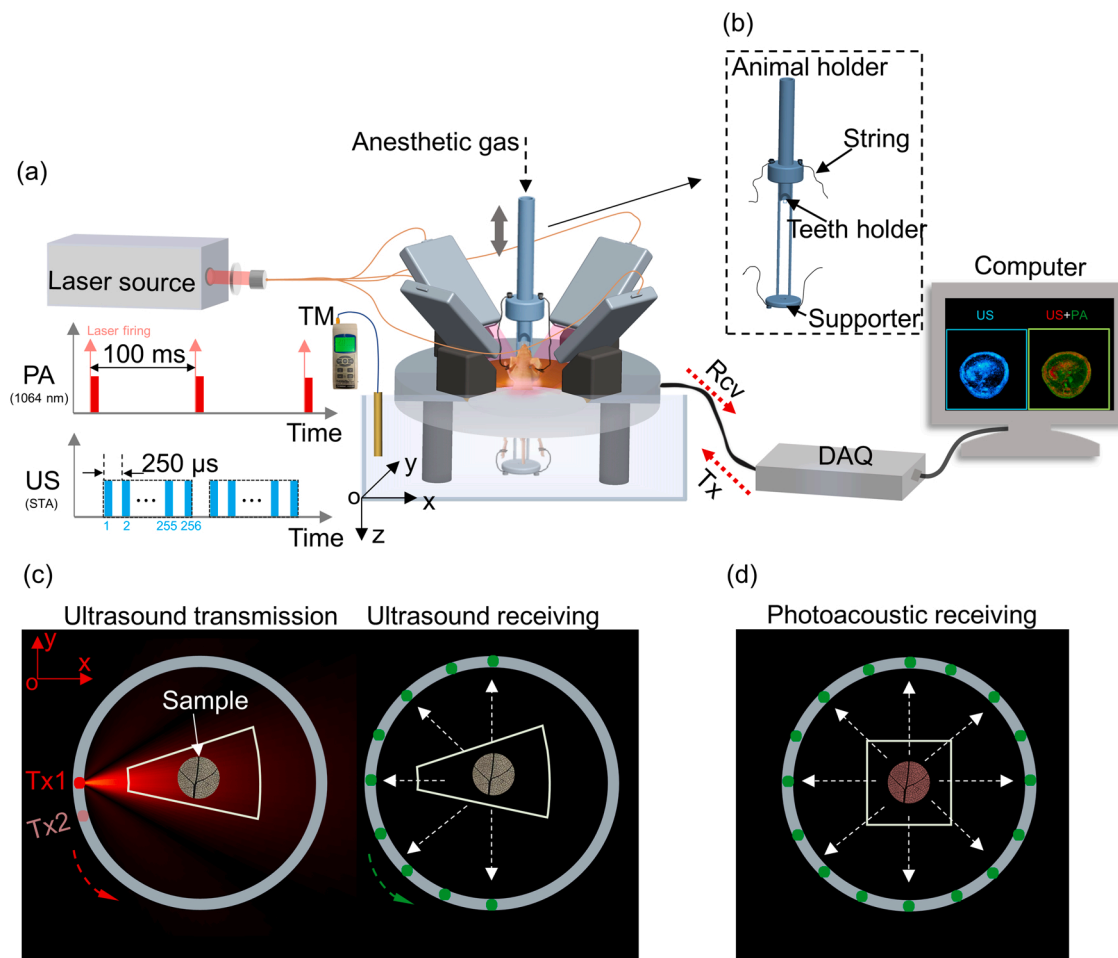 (b)
Animal holder
String
Teeth holder
Supporter
Anesthetic gas
(a)
Laser source
Computer
US
US+PA
TM
Laser firing
100 ms
PA
(1064 nm)
Time
Rcv
250 µs
US
(STA)
...
...
1 2 255 256
Time
y
o
x
z
Tx
DAQ
(c)
(d)
Ultrasound transmission
Ultrasound receiving
Photoacoustic receiving
y
x
o
Sample
Tx1
Tx2